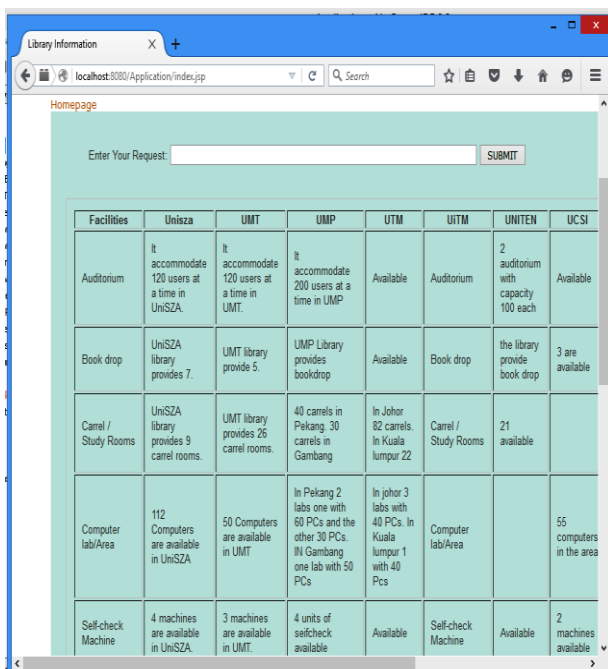 Library Information
localhost:8080/Application/index.jsp
Search
Homepage
Enter Your Request:
SUBMIT
Facilities Unisza UMT UMP UTM UiTM UNITEN UCSI
Auditorium
It
accommodate
120 users at
a time in
UniSZA.
It
accommodate
120 users at
a time in
UMT.
It
accommodate
200 users at a
time in UMP
Available
Auditorium
2
auditorium
with
capacity
100 each
Available
Book drop
UniSZA
library
provides 7.
UMT library
provide 5.
UMP Library
provides
bookdrop
Available
Book drop
the library
provide
book drop
3 are
available
Carrel /
Study Rooms
UniSZA
library
provides 9
carrel rooms.
UMT library
provides 26
carrel rooms.
40 carrels in
Pekang. 30
carrels in
Gambang
In Johor
82 carrels.
In Kuala
lumpur 22
Carrel /
Study Rooms
21
available
Computer
lab/Area
112
Computers
are available
in UniSZA
50 Computers
are available
in UMT
In Pekang 2
labs one with
60 PCs and the
other 30 PCs.
IN Gambang
one lab with 50
PCs
In johor 3
labs with
40 PCs. In
Kuala
lumpur 1
with 40
Pcs
Computer
lab/Area
55
computers
in the area
Self-check
Machine
4 machines
are available
in UniSZA.
3 machines
are available
in UMT.
4 units of
seifcheck
available
Available
Self-check
Machine
Available
2
machines
available